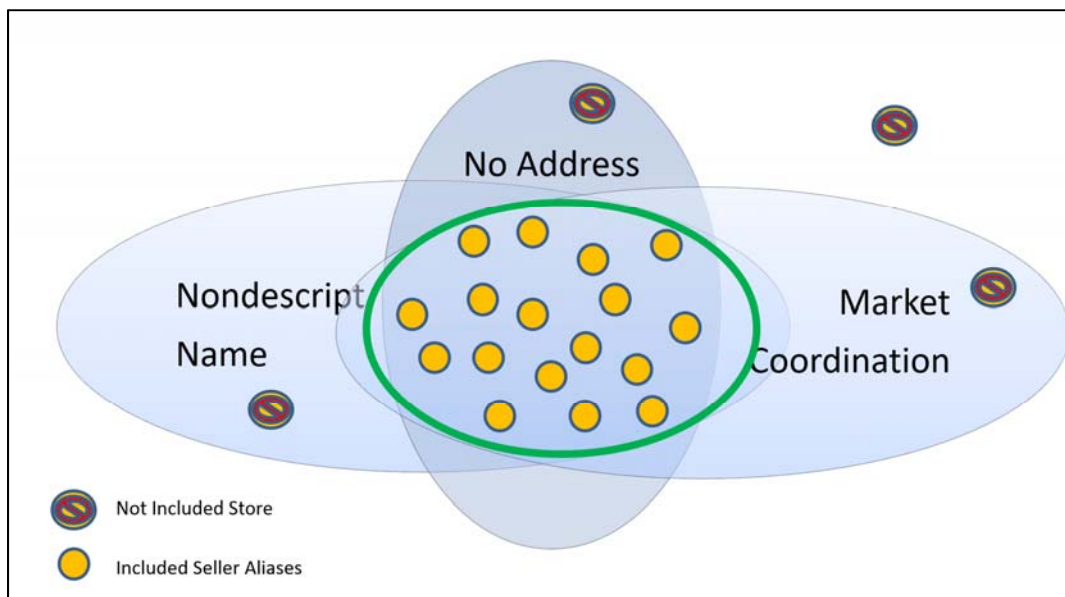 No Address
Nondescript
Name
Market
Coordination
Not Included Store
Included Seller Aliases